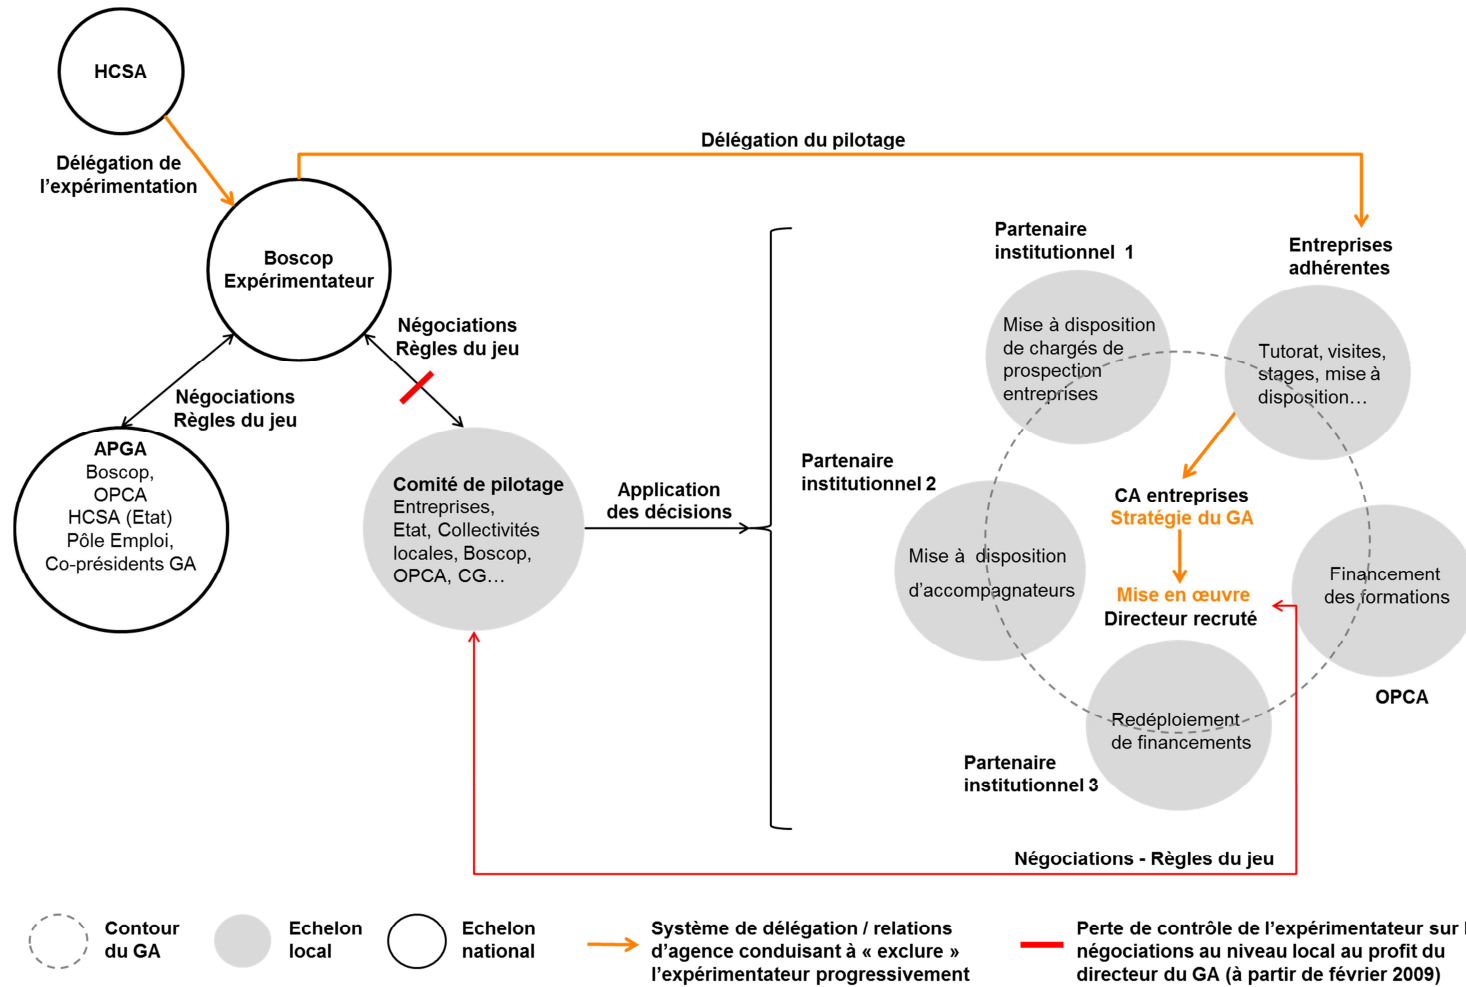 HCSA
Délégation de
l’expérimentation
Délégation du pilotage
Boscop
Expérimentateur
Négociations
Règles du jeu
Négociations
Règles du jeu
APGA
Boscop,
OPCA
HCSA (Etat)
Pôle Emploi,
Co-présidents GA
Comité de pilotage
Entreprises,
Etat, Collectivités
locales, Boscop,
OPCA, CG…
Application
des décisions
Partenaire
institutionnel 1
Mise à disposition
de chargés de
prospection
entreprises
Entreprises
adhérentes
Tutorat, visites,
stages, mise à
disposition…
Partenaire
institutionnel 2
Mise à disposition
d’accompagnateurs
CA entreprises
Stratégie du GA
Mise en œuvre
Directeur recruté
Financement
des formations
OPCA
Redéploiement
de financements
Partenaire
institutionnel 3
Négociations - Règles du jeu
Contour
du GA
Echelon
local
Echelon
national
Système de délégation / relations
d’agence conduisant à « exclure »
l’expérimentateur progressivement
Perte de contrôle de l’expérimentateur sur
négociations au niveau local au profit du
directeur du GA (à partir de février 2009)